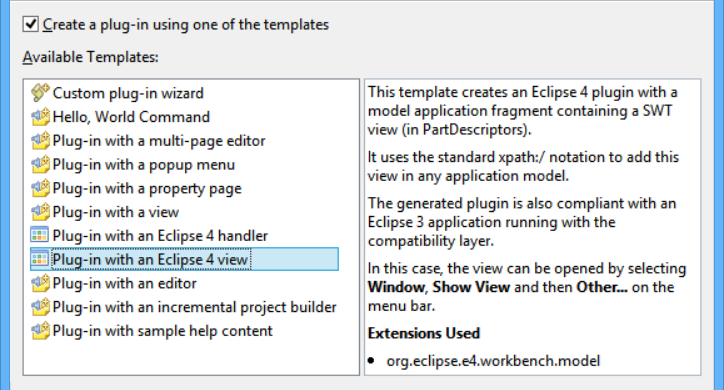 Create a plug-in using one of the templates
Available Templates:
Custom plug-in wizard
Hello, World Command
Plug-in with a multi-page editor
Plug-in with a popup menu
Plug-in with a property page
Plug-in with a view
Plug-in with an Eclipse 4 handler
Plug-in with an Eclipse 4 view
Plug-in with an editor
Plug-in with an incremental project builder
Plug-in with sample help content
This template creates an Eclipse 4 plugin with a
model application fragment containing a SWT
view (in PartDescriptors).
It uses the standard xpath:/ notation to add this
view in any application model.
The generated plugin is also compliant with an
Eclipse 3 application running with the
compatibility layer.
In this case, the view can be opened by selecting
Window, Show View and then Other... on the
menu bar.
Extensions Used
• org.eclipse.e4.workbench.model